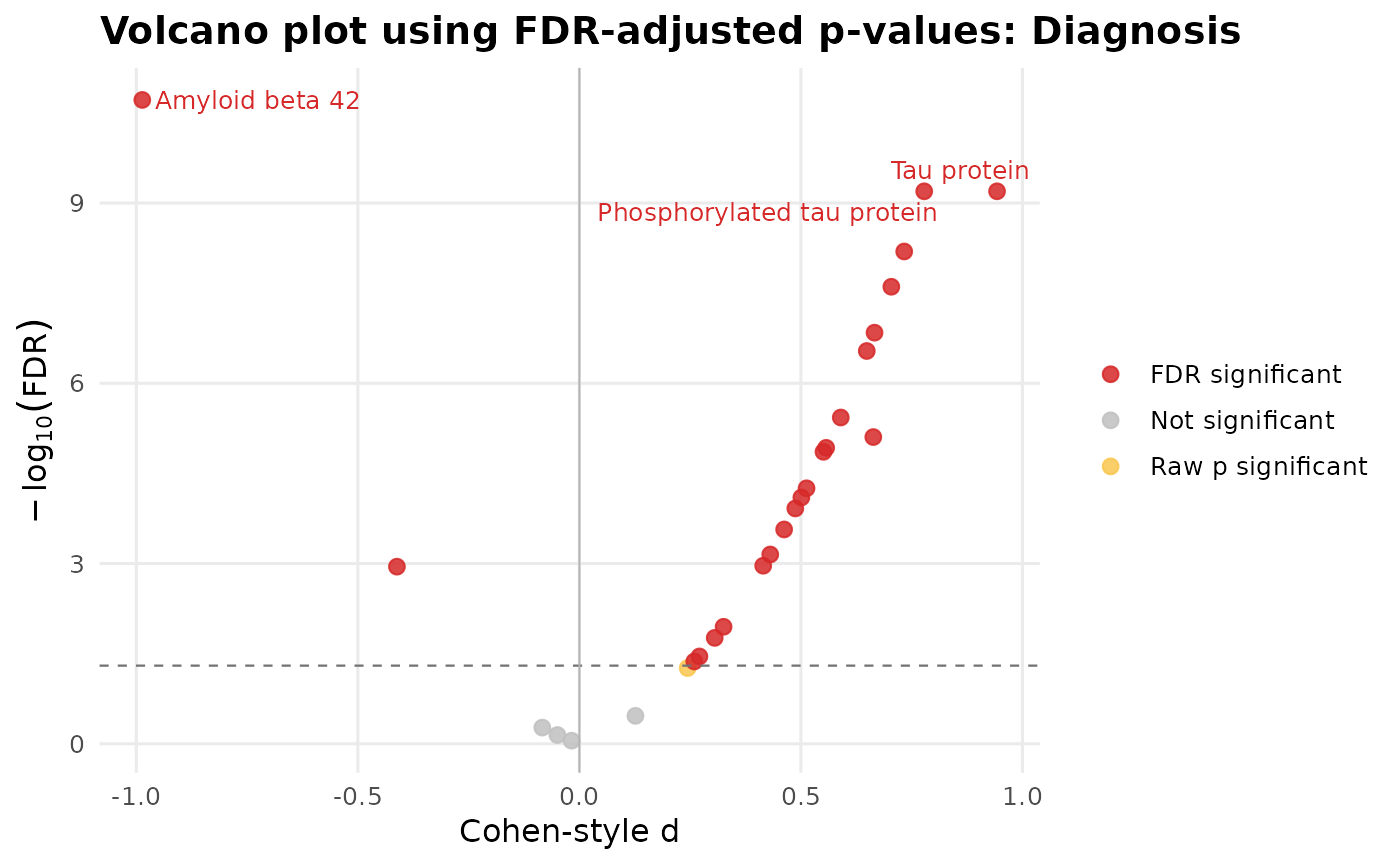 Volcano plot using FDR-adjusted p-values: Diagnosis
Amyloid beta 42
Tau protein
Phosphorylated tau protein
9
6
3
0
− log10(FDR)
-1.0
-0.5
0.0
0.5
1.0
Cohen-style d
FDR significant
Not significant
Raw p significant